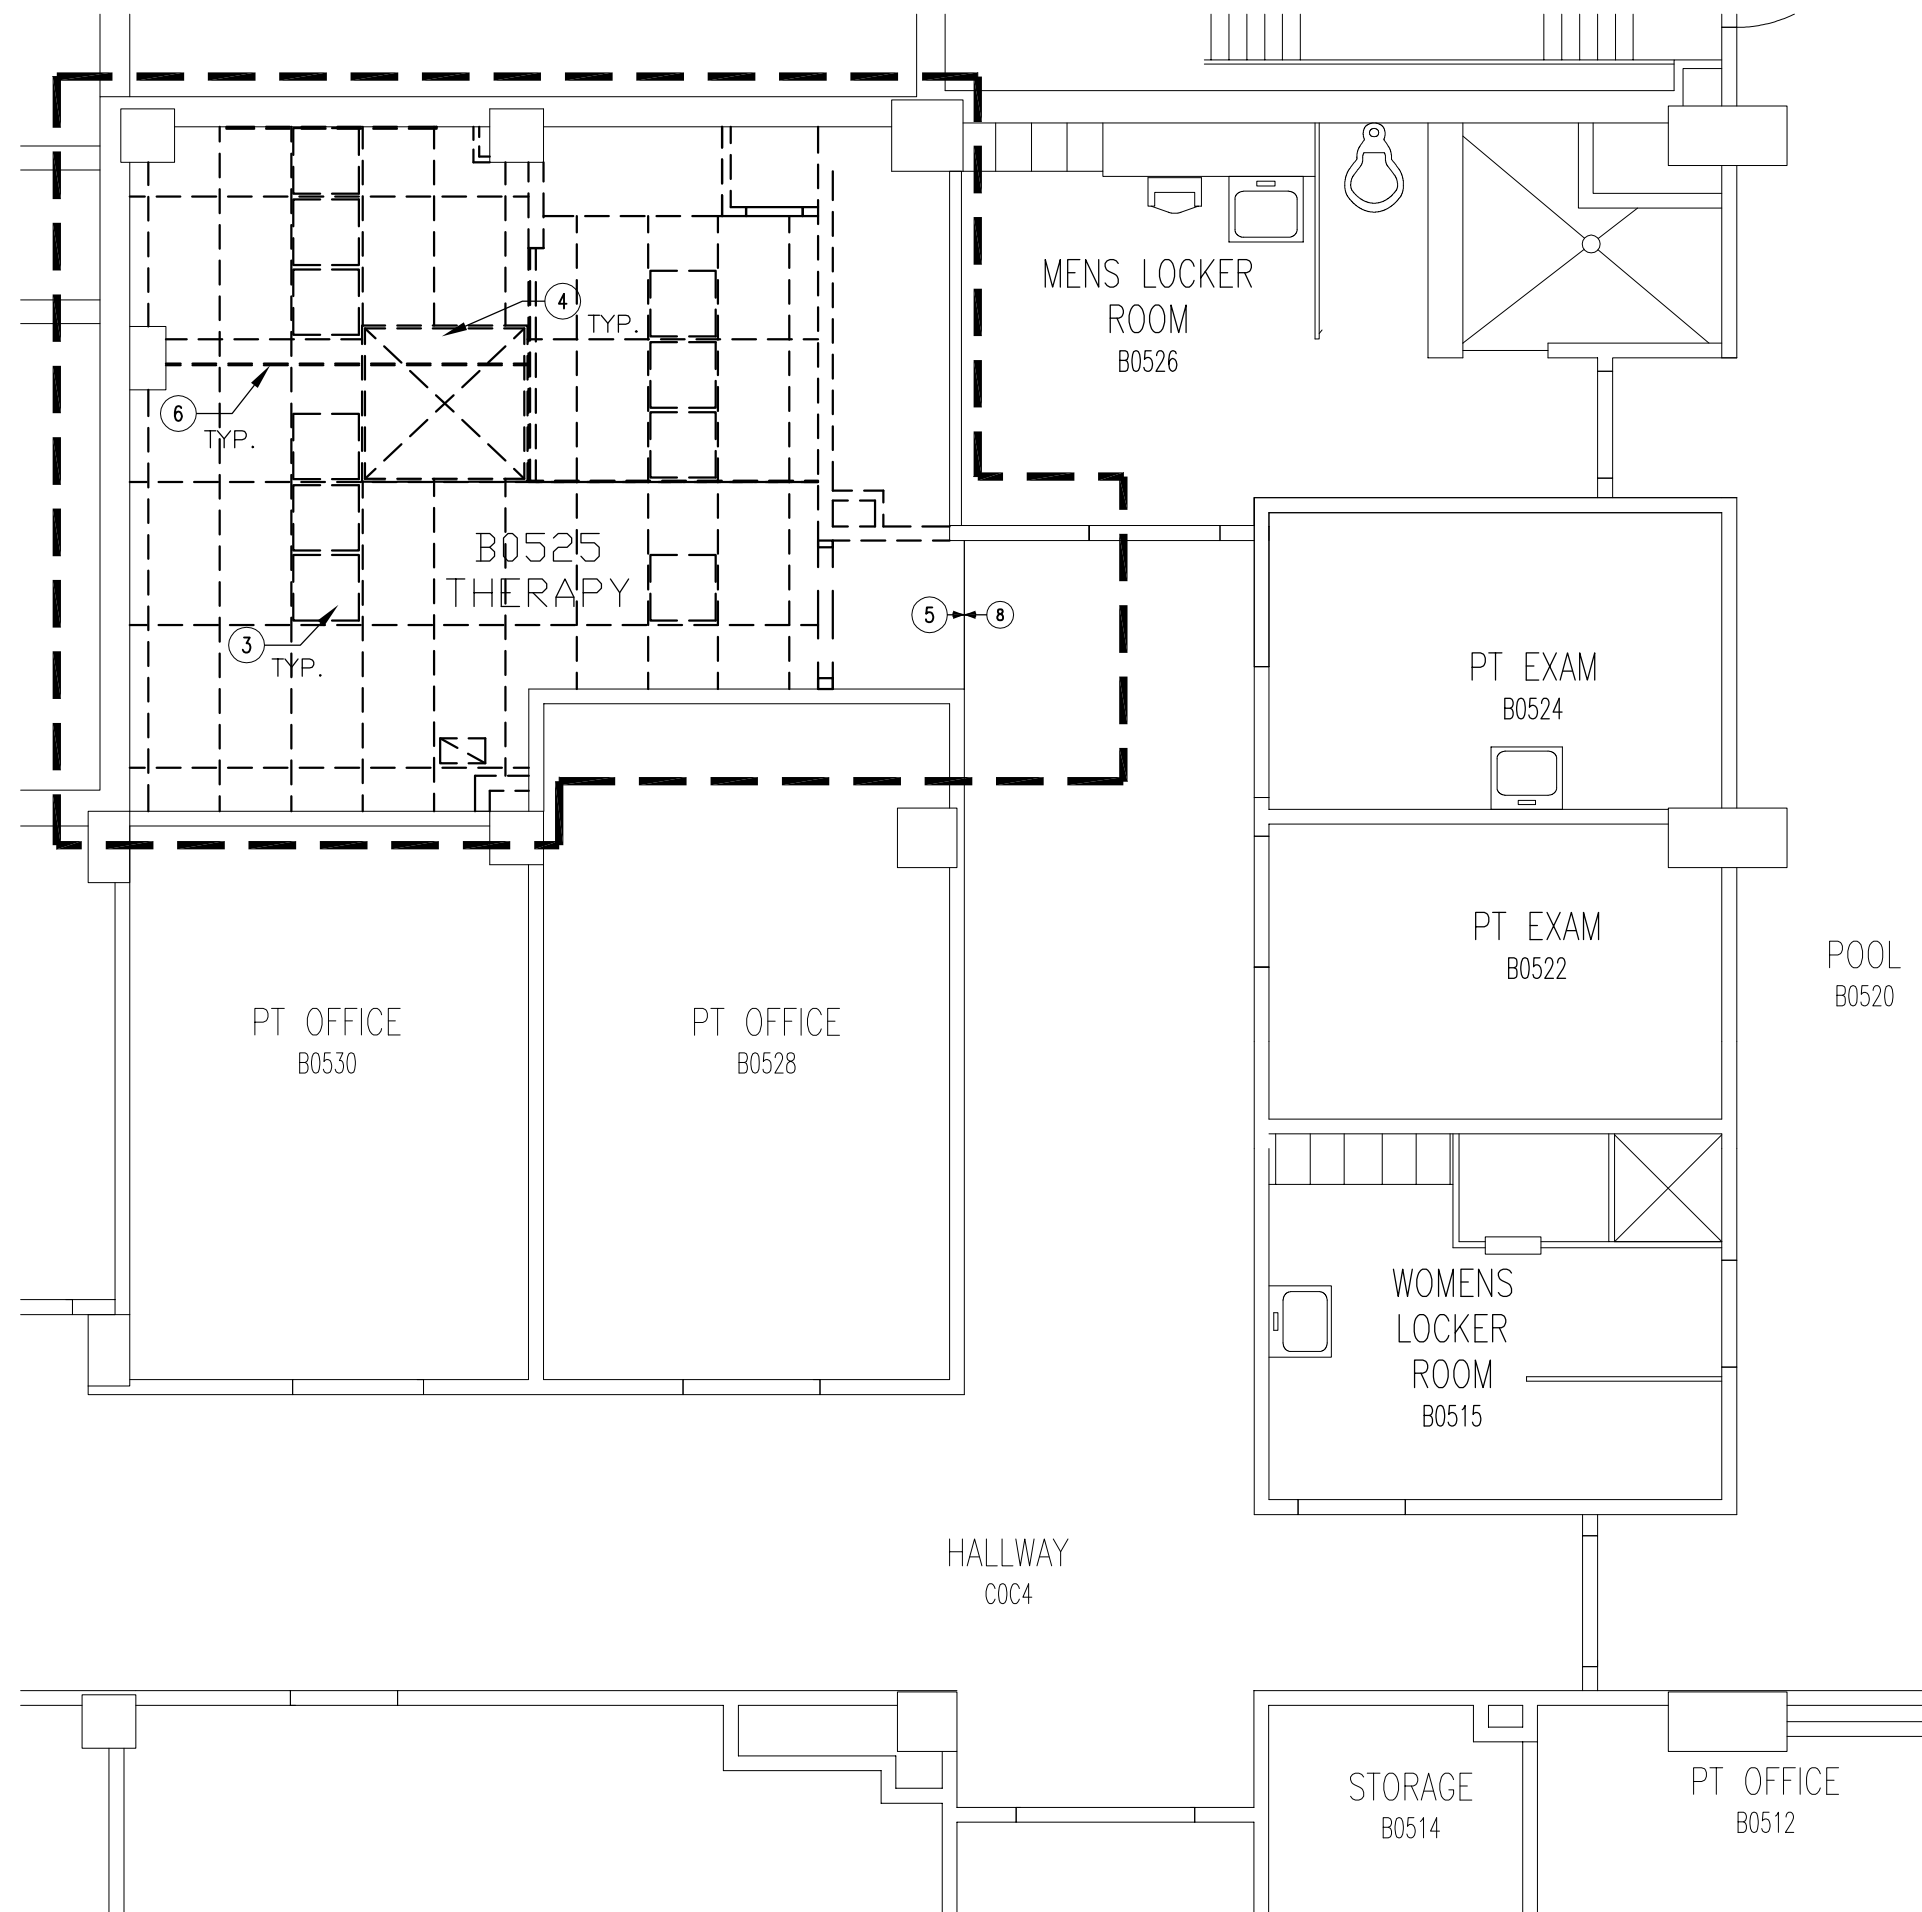 MENS LOCKER
ROOM
B0526
4
TYP.
6
TYP.
B0525
THERAPY
5
8
3
TYP.
PT EXAM
B0524
PT EXAM
B0522
POOL
B0520
PT OFFICE
B0530
PT OFFICE
B0528
WOMENS
LOCKER
ROOM
B0515
HALLWAY
C0C4
STORAGE
B0514
PT OFFICE
B0512